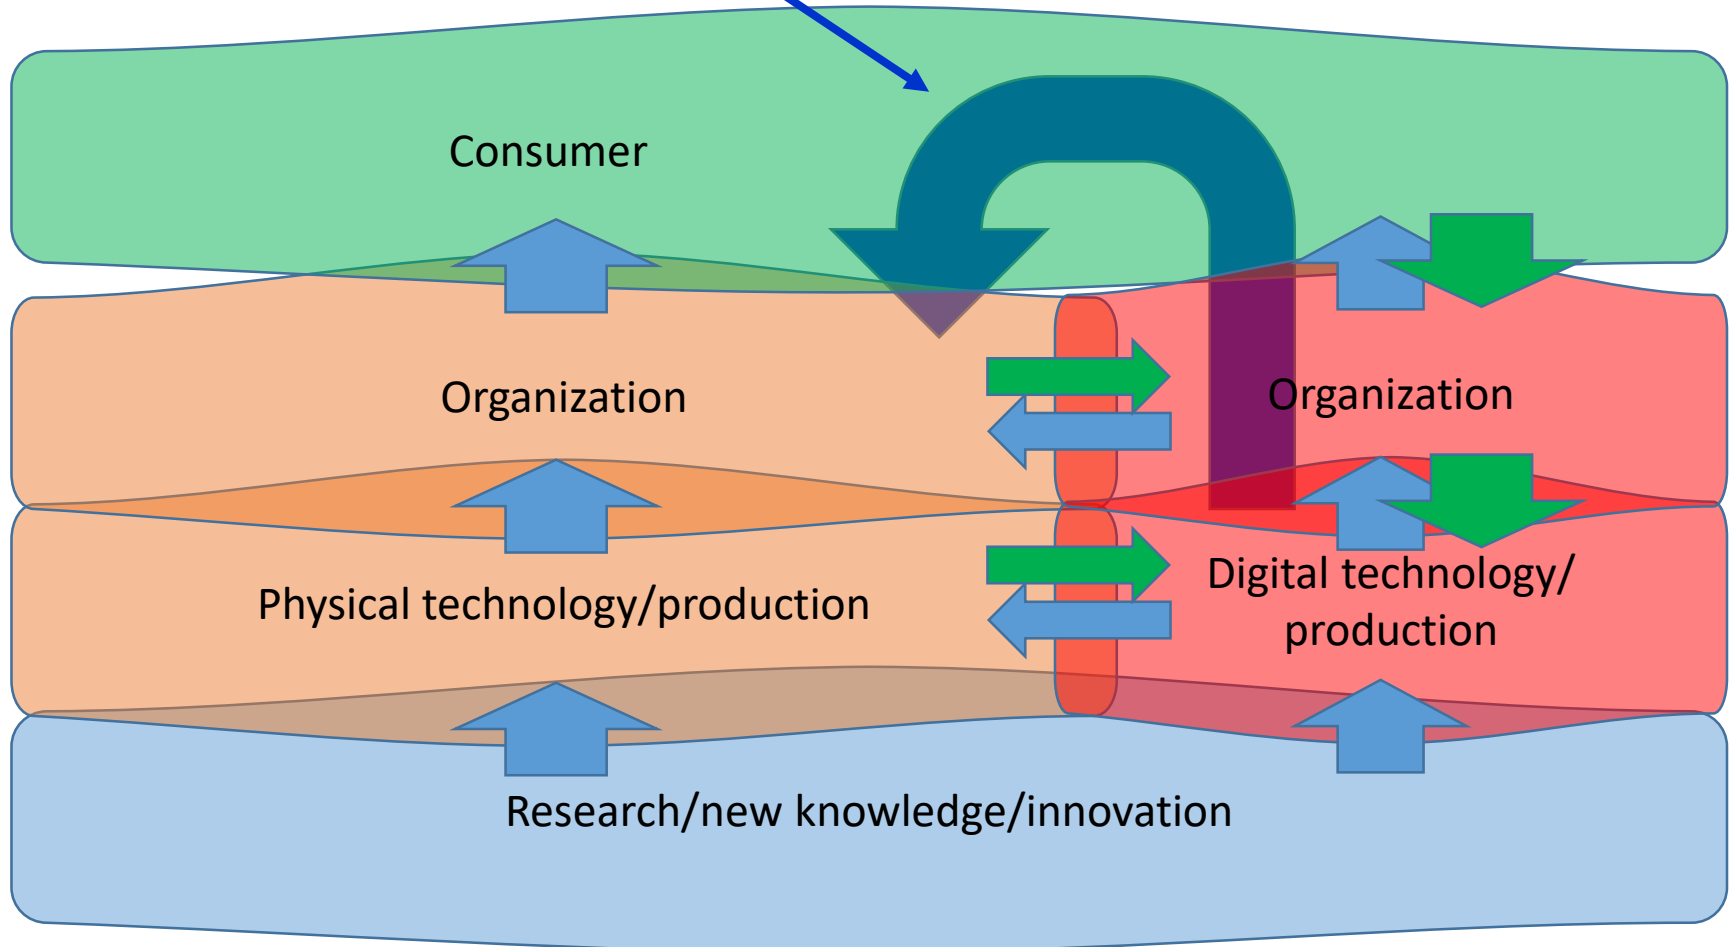 Consumer
Organization
Organization
Physical technology/production
Digital technology/
production
Research/new knowledge/innovation